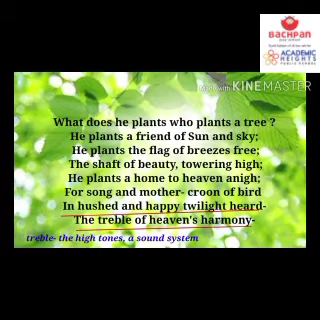 BACHPAN
ACADEMIC
HEIGHTS
PUBLIC SCHOOL
Made with KINEMASTER
What does he plants who plants a tree ?
He plants a friend of Sun and sky;
He plants the flag of breezes free;
The shaft of beauty, towering high;
He plants a home to heaven anigh;
For song and mother- croon of bird
In hushed and happy twilight heard-
The treble of heaven's harmony-
treble- the high tones, a sound system